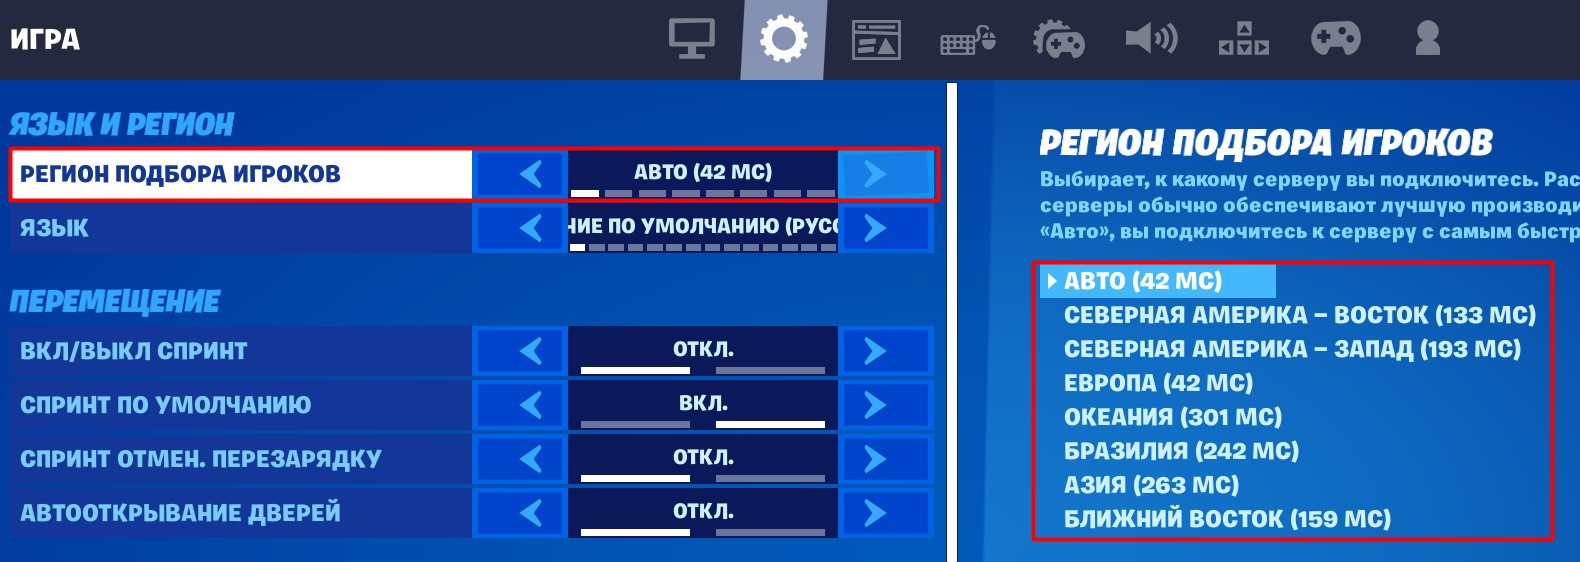 ИГРА
ЯЗЫК И РЕГИОН
РЕГИОН ПОДБОРА ИГРОКОВ
АВТО (42 МС)
ЯЗЫК
НИЕ ПО УМОЛЧАНИЮ (РУСС
ПЕРЕМЕЩЕНИЕ
ВКЛ/ВЫКЛ СПРИНТ
ОТКЛ.
СПРИНТ ПО УМОЛЧАНИЮ
ВКЛ.
СПРИНТ ОТМЕН. ПЕРЕЗАРЯДКУ
ОТКЛ.
АВТООТКРЫВАНИЕ ДВЕРЕЙ
ОТКЛ.
РЕГИОН ПОДБОРА ИГРОКОВ
Выбирает, к какому серверу вы подключитесь. Рас
серверы обычно обеспечивают лучшую производи
«Авто», вы подключитесь к серверу с самым быстр
АВТО (42 МС)
СЕВЕРНАЯ АМЕРИКА – ВОСТОК (133 МС)
СЕВЕРНАЯ АМЕРИКА – ЗАПАД (193 МС)
ЕВРОПА (42 МС)
ОКЕАНИЯ (301 МС)
БРАЗИЛИЯ (242 МС)
АЗИЯ (263 МС)
БЛИЖНИЙ ВОСТОК (159 МС)